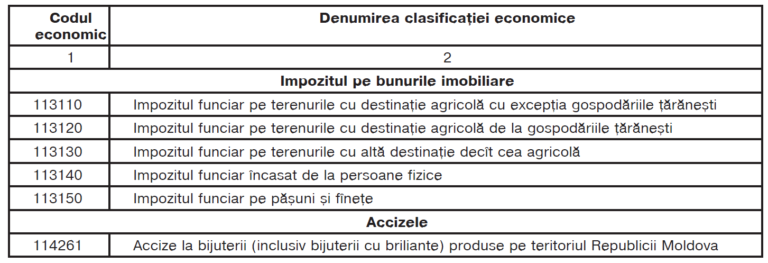 Codul economic Denumirea clasificației economice
1 2
Impozitul pe bunurile imobiliare
113110 Impozitul funciar pe terenurile cu destinație agricolă cu excepția gospodăriile țărănești
113120 Impozitul funciar pe terenurile cu destinație agricolă de la gospodăriile țărănești
113130 Impozitul funciar pe terenurile cu altă destinație decît cea agricolă
113140 Impozitul funciar încasat de la persoane fizice
113150 Impozitul funciar pe pășuni și fînețe
Accizele
114261 Accize la bijuterii (inclusiv bijuterii cu briliante) produse pe teritoriul Republicii Moldova